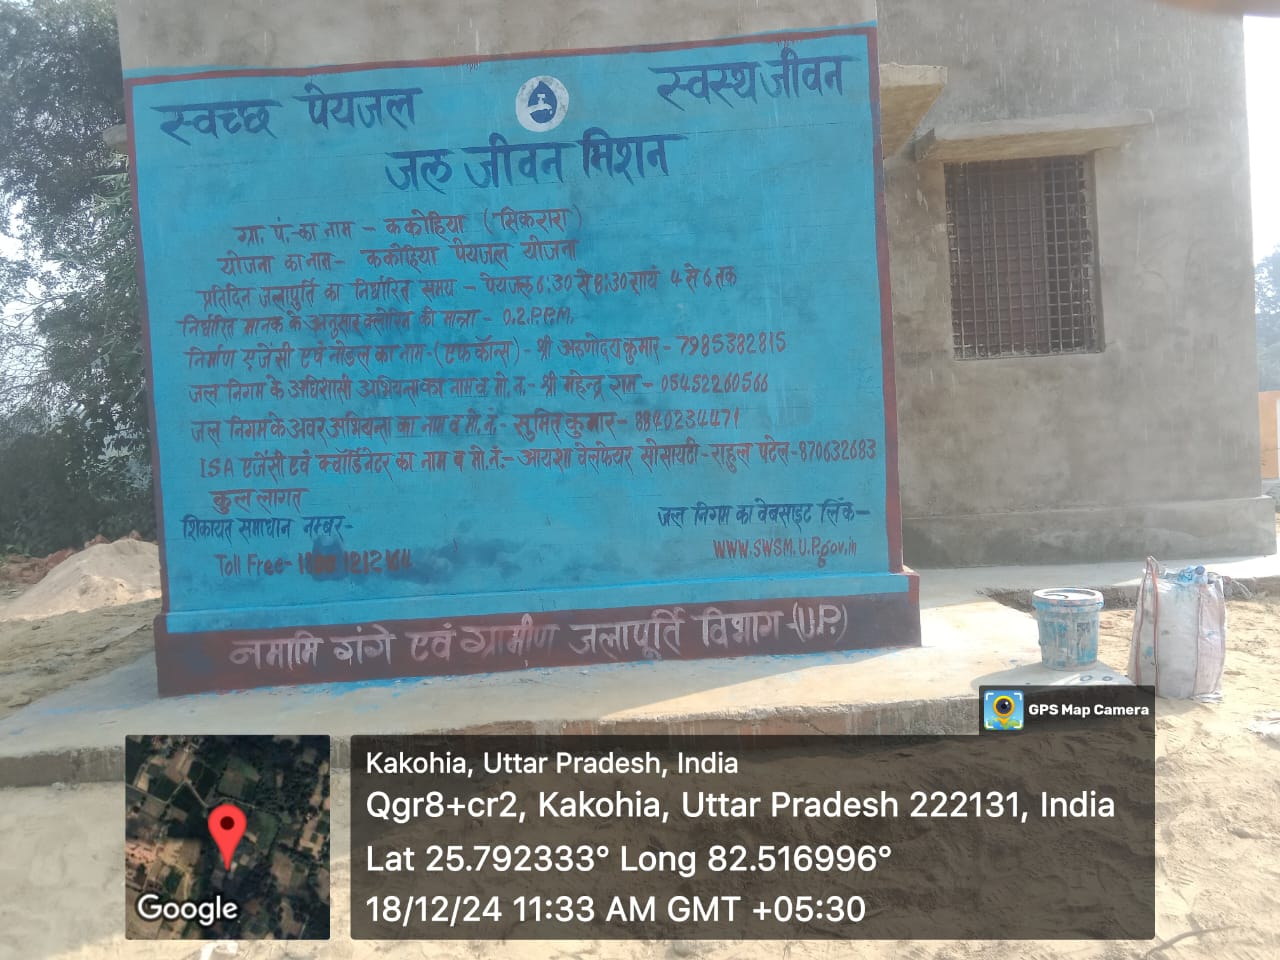 स्वच्छ पेयजल
स्वस्थ जीवन
जल जीवन मिशन
ग्रा. पं.-का नाम - ककोहिया (सिकरारा)
योजना का नाम- ककोहिया पेयजल योजना
प्रतिदिन जलापूर्ति का निर्धारित समय - पेयजल 6:30 से 8:30 सायं 4 से 6 तक
निर्धारित मानक के अनुसार क्लोरिन की मात्रा - 0.2.P.P.M.
निर्माण एजेंसी एवं नोडल का नाम-(एफकॉन्स) - श्री अरुणोदय कुमार - 7985382815
जल निगम के अधिशासी अभियन्ता का नाम व मो. न.- श्री महेन्द्र राम - 05452260566
जल निगम के अवर अभियन्ता का नाम व मो. नं.- सुमित कुमार- 8840234471
ISA एजेंसी एवं क्वॉर्डिनेटर का नाम व मो.नं.- आयशा वेलफेयर सोसायटी - राहुल पटेल-870632683
कुल लागत
शिकायत समाधान नम्बर-
Toll Free-
जल निगम का वेबसाइट लिंक-
WWW.SWSM.U.P.gov.in
नमामि गंगे एवं ग्रामीण जलापूर्ति विभाग-(U.P.)
GPS Map Camera
Kakohia, Uttar Pradesh, India
Qgr8+cr2, Kakohia, Uttar Pradesh 222131, India
Lat 25.792333° Long 82.516996°
18/12/24 11:33 AM GMT +05:30
Google